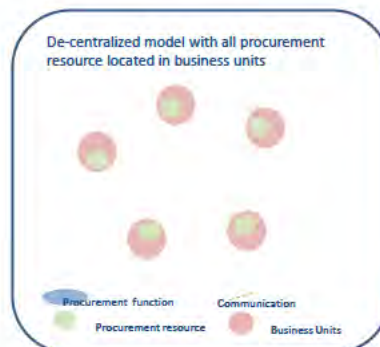 De-centralized model with all procurement
resource located in business units
Procurement function Communication
Procurement resource Business Units